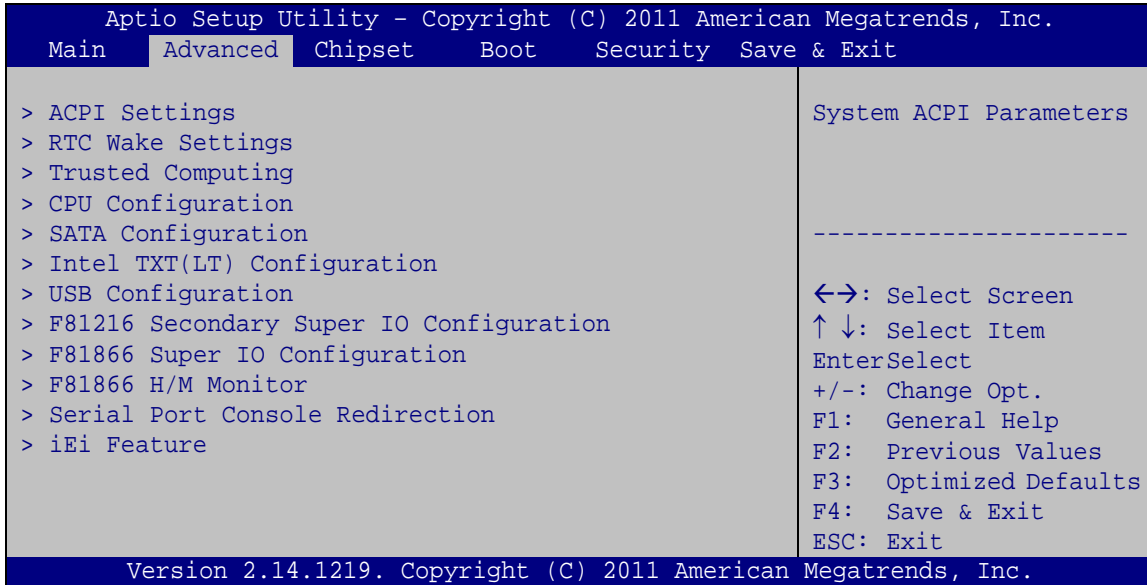 Aptio Setup Utility – Copyright (C) 2011 American Megatrends, Inc.
Main Advanced Chipset Boot Security Save & Exit
> ACPI Settings
> RTC Wake Settings
> Trusted Computing
> CPU Configuration
> SATA Configuration
> Intel TXT(LT) Configuration
> USB Configuration
> F81216 Secondary Super IO Configuration
> F81866 Super IO Configuration
> F81866 H/M Monitor
> Serial Port Console Redirection
> iEi Feature
System ACPI Parameters
----------------------
←→: Select Screen
↑ ↓: Select Item
EnterSelect
+/-: Change Opt.
F1: General Help
F2: Previous Values
F3: Optimized Defaults
F4: Save & Exit
ESC: Exit
Version 2.14.1219. Copyright (C) 2011 American Megatrends, Inc.